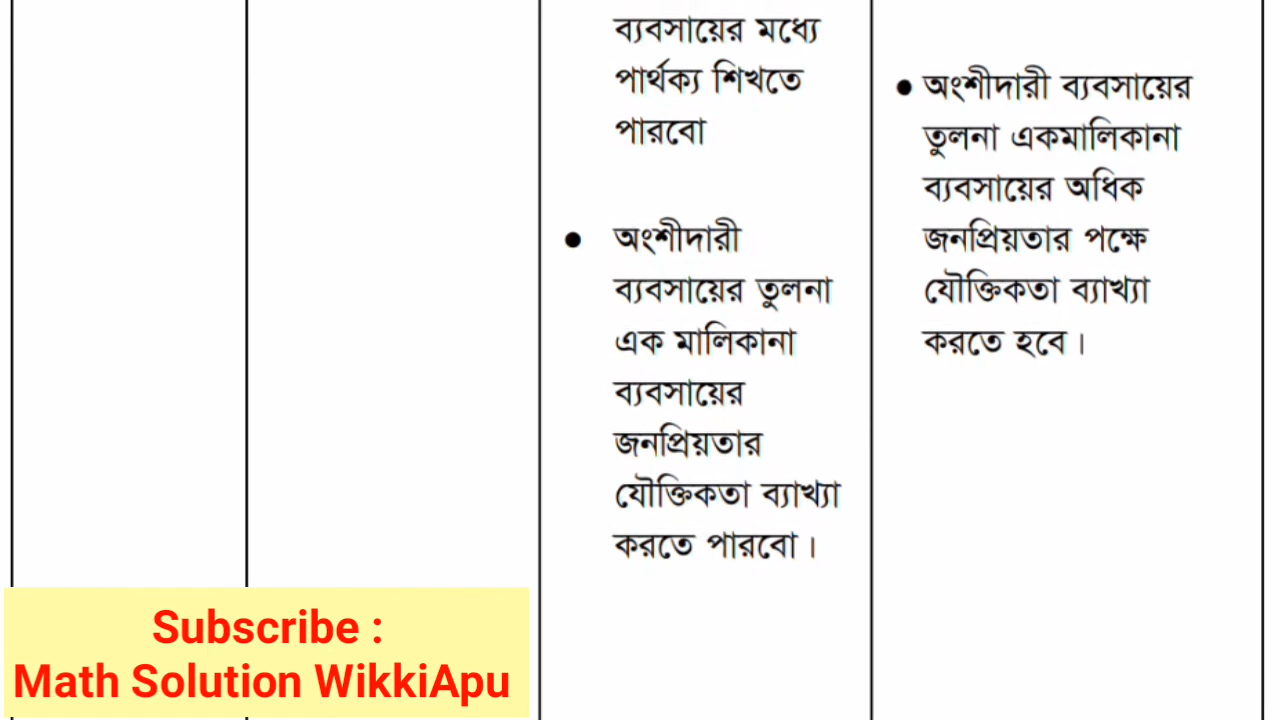 ব্যবসায়ের মধ্যে
পার্থক্য শিখতে
পারবো
● অংশীদারী
ব্যবসায়ের তুলনা
এক মালিকানা
ব্যবসায়ের
জনপ্রিয়তার
যৌক্তিকতা ব্যাখ্যা
করতে পারবো।
● অংশীদারী ব্যবসায়ের
তুলনা একমালিকানা
ব্যবসায়ের অধিক
জনপ্রিয়তার পক্ষে
যৌক্তিকতা ব্যাখ্যা
করতে হবে।
Subscribe :
Math Solution WikkiApu